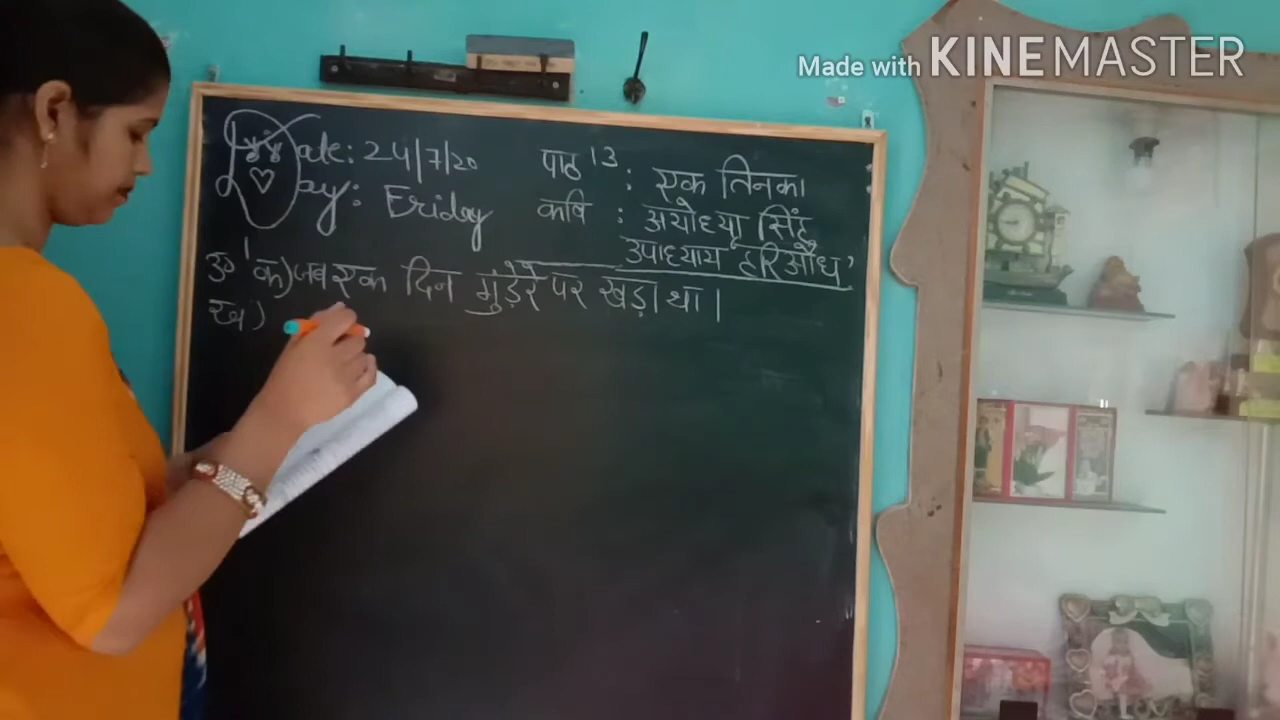 Made with KINEMASTER
Date: 24/7/20
Day: Friday
पाठ 13 : एक तिनका
कवि : अयोध्या सिंह
उपाध्याय 'हरिऔध'
उ 1 क) जब एक दिन मुंडेरे पर खड़ा था।
ख)